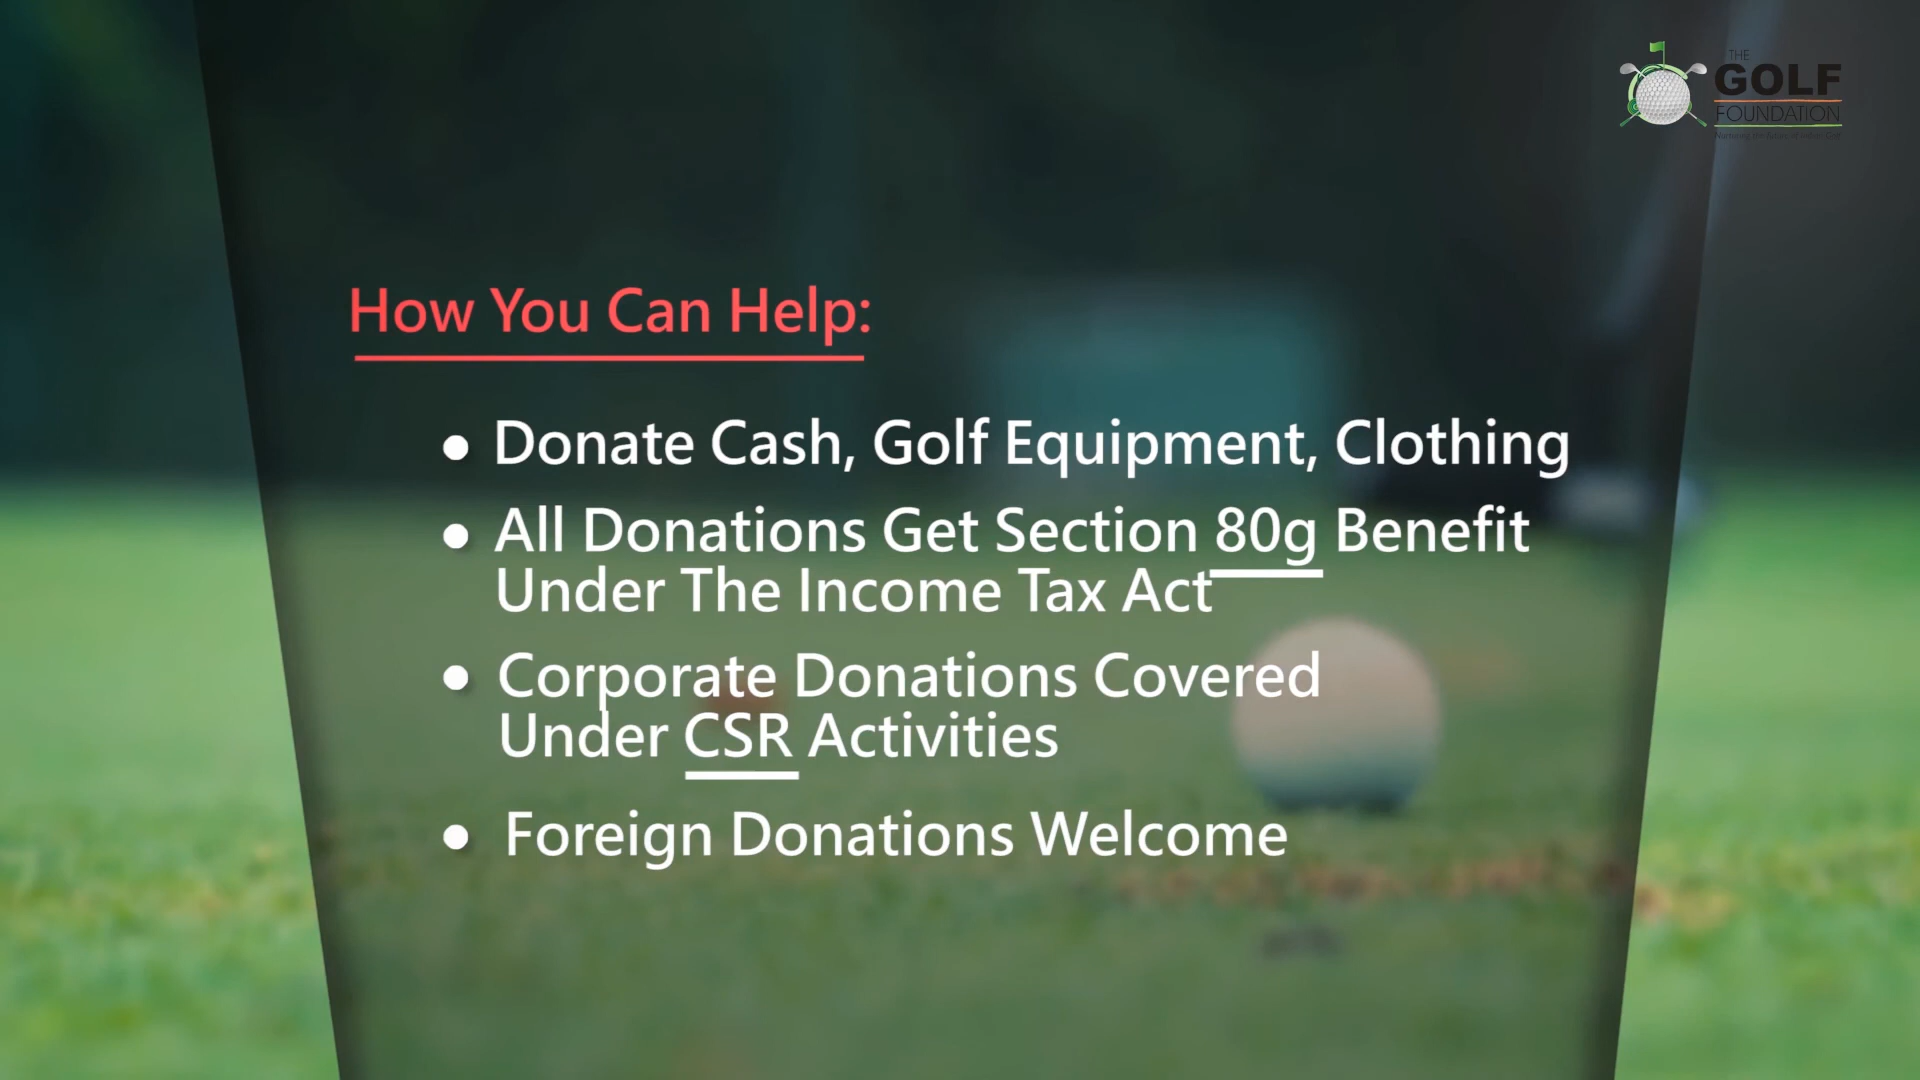 THE
GOLF
FOUNDATION
How You Can Help:
Donate Cash, Golf Equipment, Clothing
All Donations Get Section 80g Benefit
Under The Income Tax Act
Corporate Donations Covered
Under CSR Activities
Foreign Donations Welcome